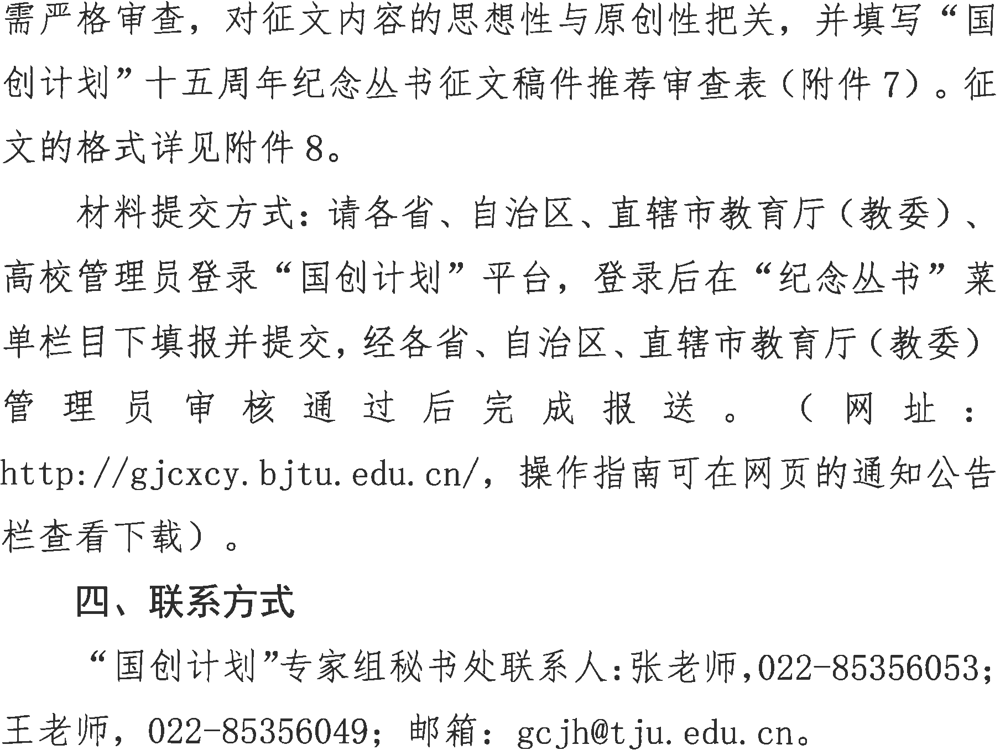 需严格审查，对征文内容的思想性与原创性把关，并填写“国
创计划”十五周年纪念丛书征文稿件推荐审查表（附件 7）。征
文的格式详见附件 8。
材料提交方式：请各省、自治区、直辖市教育厅（教委）、
高校管理员登录“国创计划”平台，登录后在“纪念丛书”菜
单栏目下填报并提交，经各省、自治区、直辖市教育厅（教委）
管理员审核通过后完成报送。（网址：
http://gjcxcy.bjtu.edu.cn/，操作指南可在网页的通知公告
栏查看下载）。
四、联系方式
“国创计划”专家组秘书处联系人：张老师，022-85356053；
王老师，022-85356049；邮箱：gcjh@tju.edu.cn。